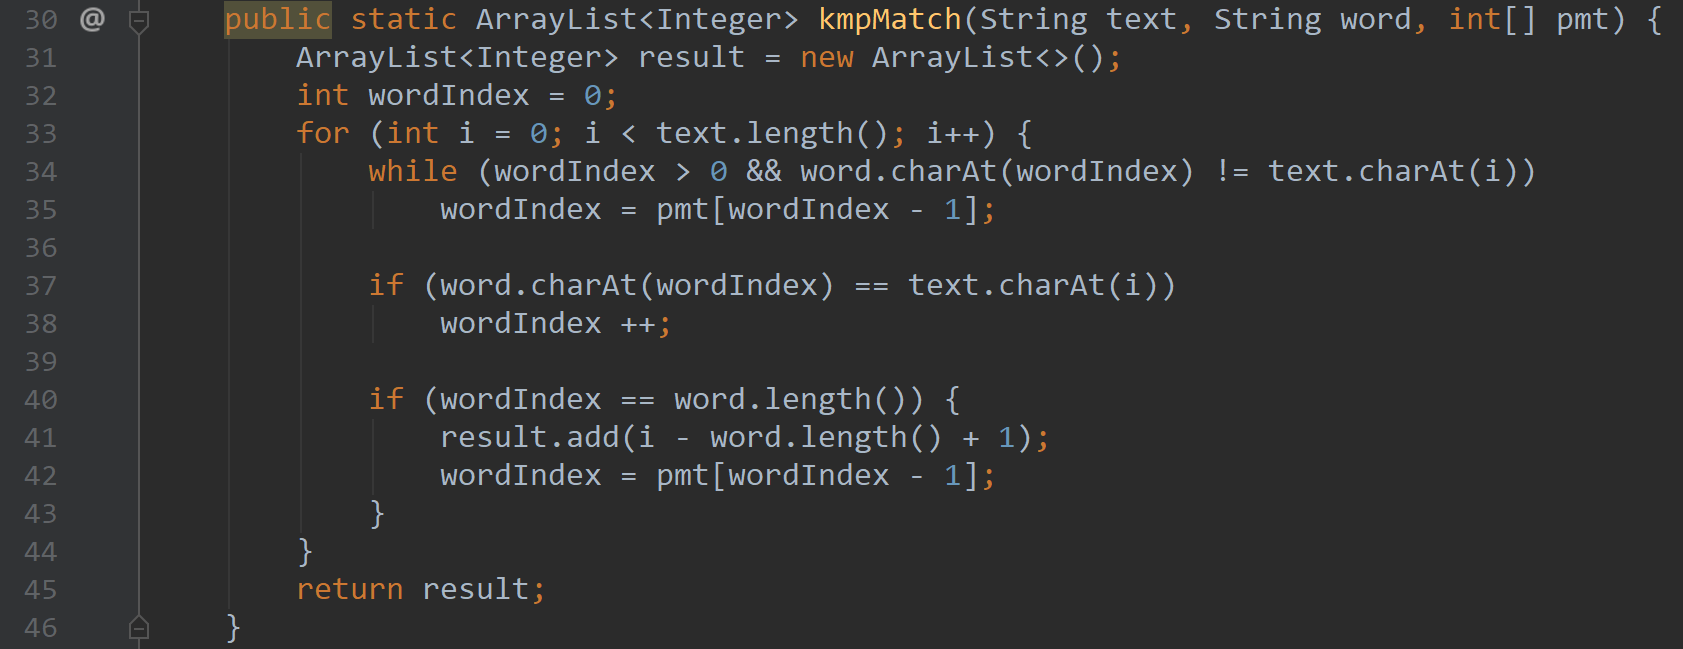 30 @ public static ArrayList<Integer> kmpMatch(String text, String word, int[] pmt) {
31 ArrayList<Integer> result = new ArrayList<>();
32 int wordIndex = 0;
33 for (int i = 0; i < text.length(); i++) {
34 while (wordIndex > 0 && word.charAt(wordIndex) != text.charAt(i))
35 wordIndex = pmt[wordIndex - 1];
36
37 if (word.charAt(wordIndex) == text.charAt(i))
38 wordIndex ++;
39
40 if (wordIndex == word.length()) {
41 result.add(i - word.length() + 1);
42 wordIndex = pmt[wordIndex - 1];
43 }
44 }
45 return result;
46 }